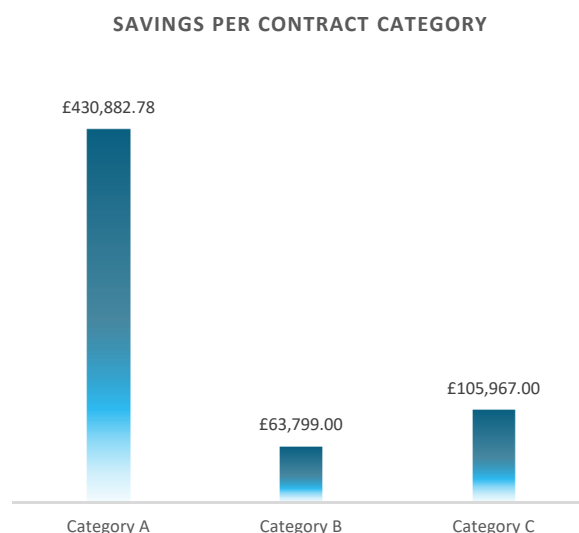 SAVINGS PER CONTRACT CATEGORY
£430,882.78
£105,967.00
£63,799.00
Category A
Category B
Category C